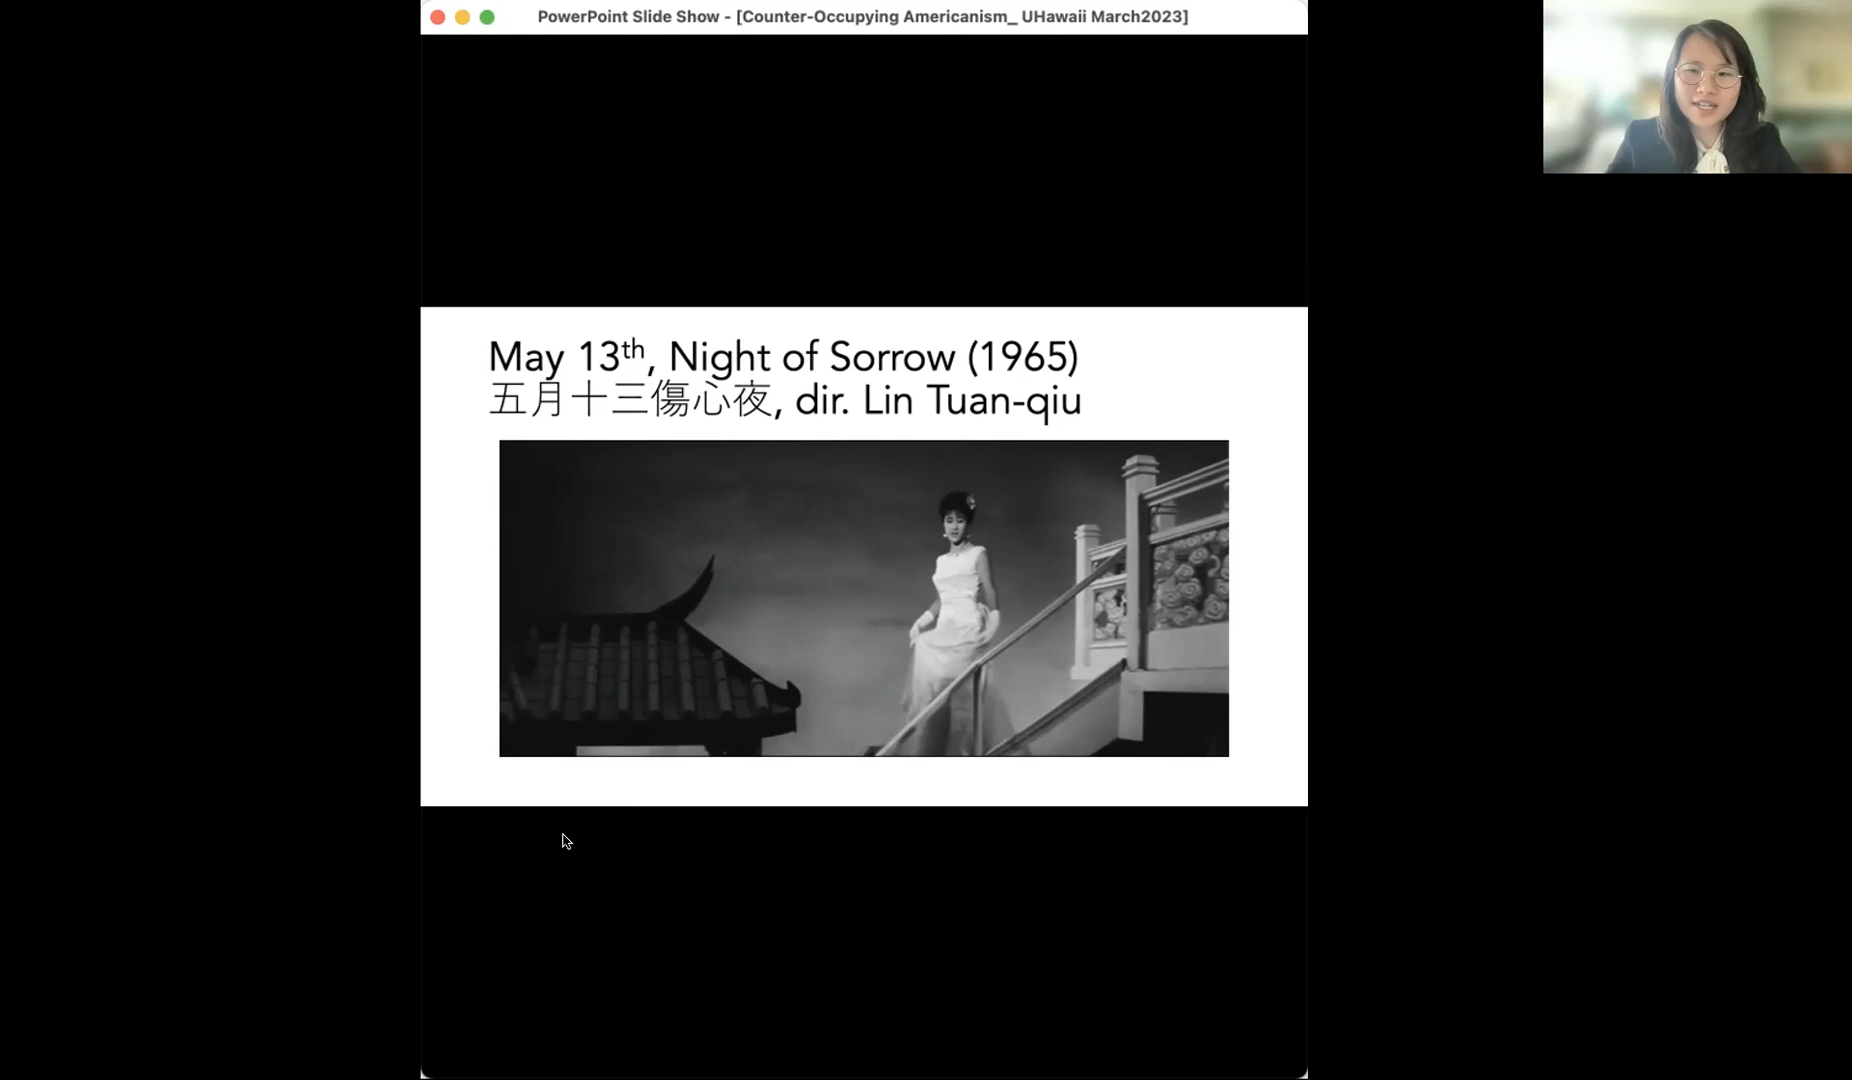 PowerPoint Slide Show - [Counter-Occupying Americanism_ UHawaii March2023]
May 13th, Night of Sorrow (1965)
五月十三傷心夜, dir. Lin Tuan-qiu